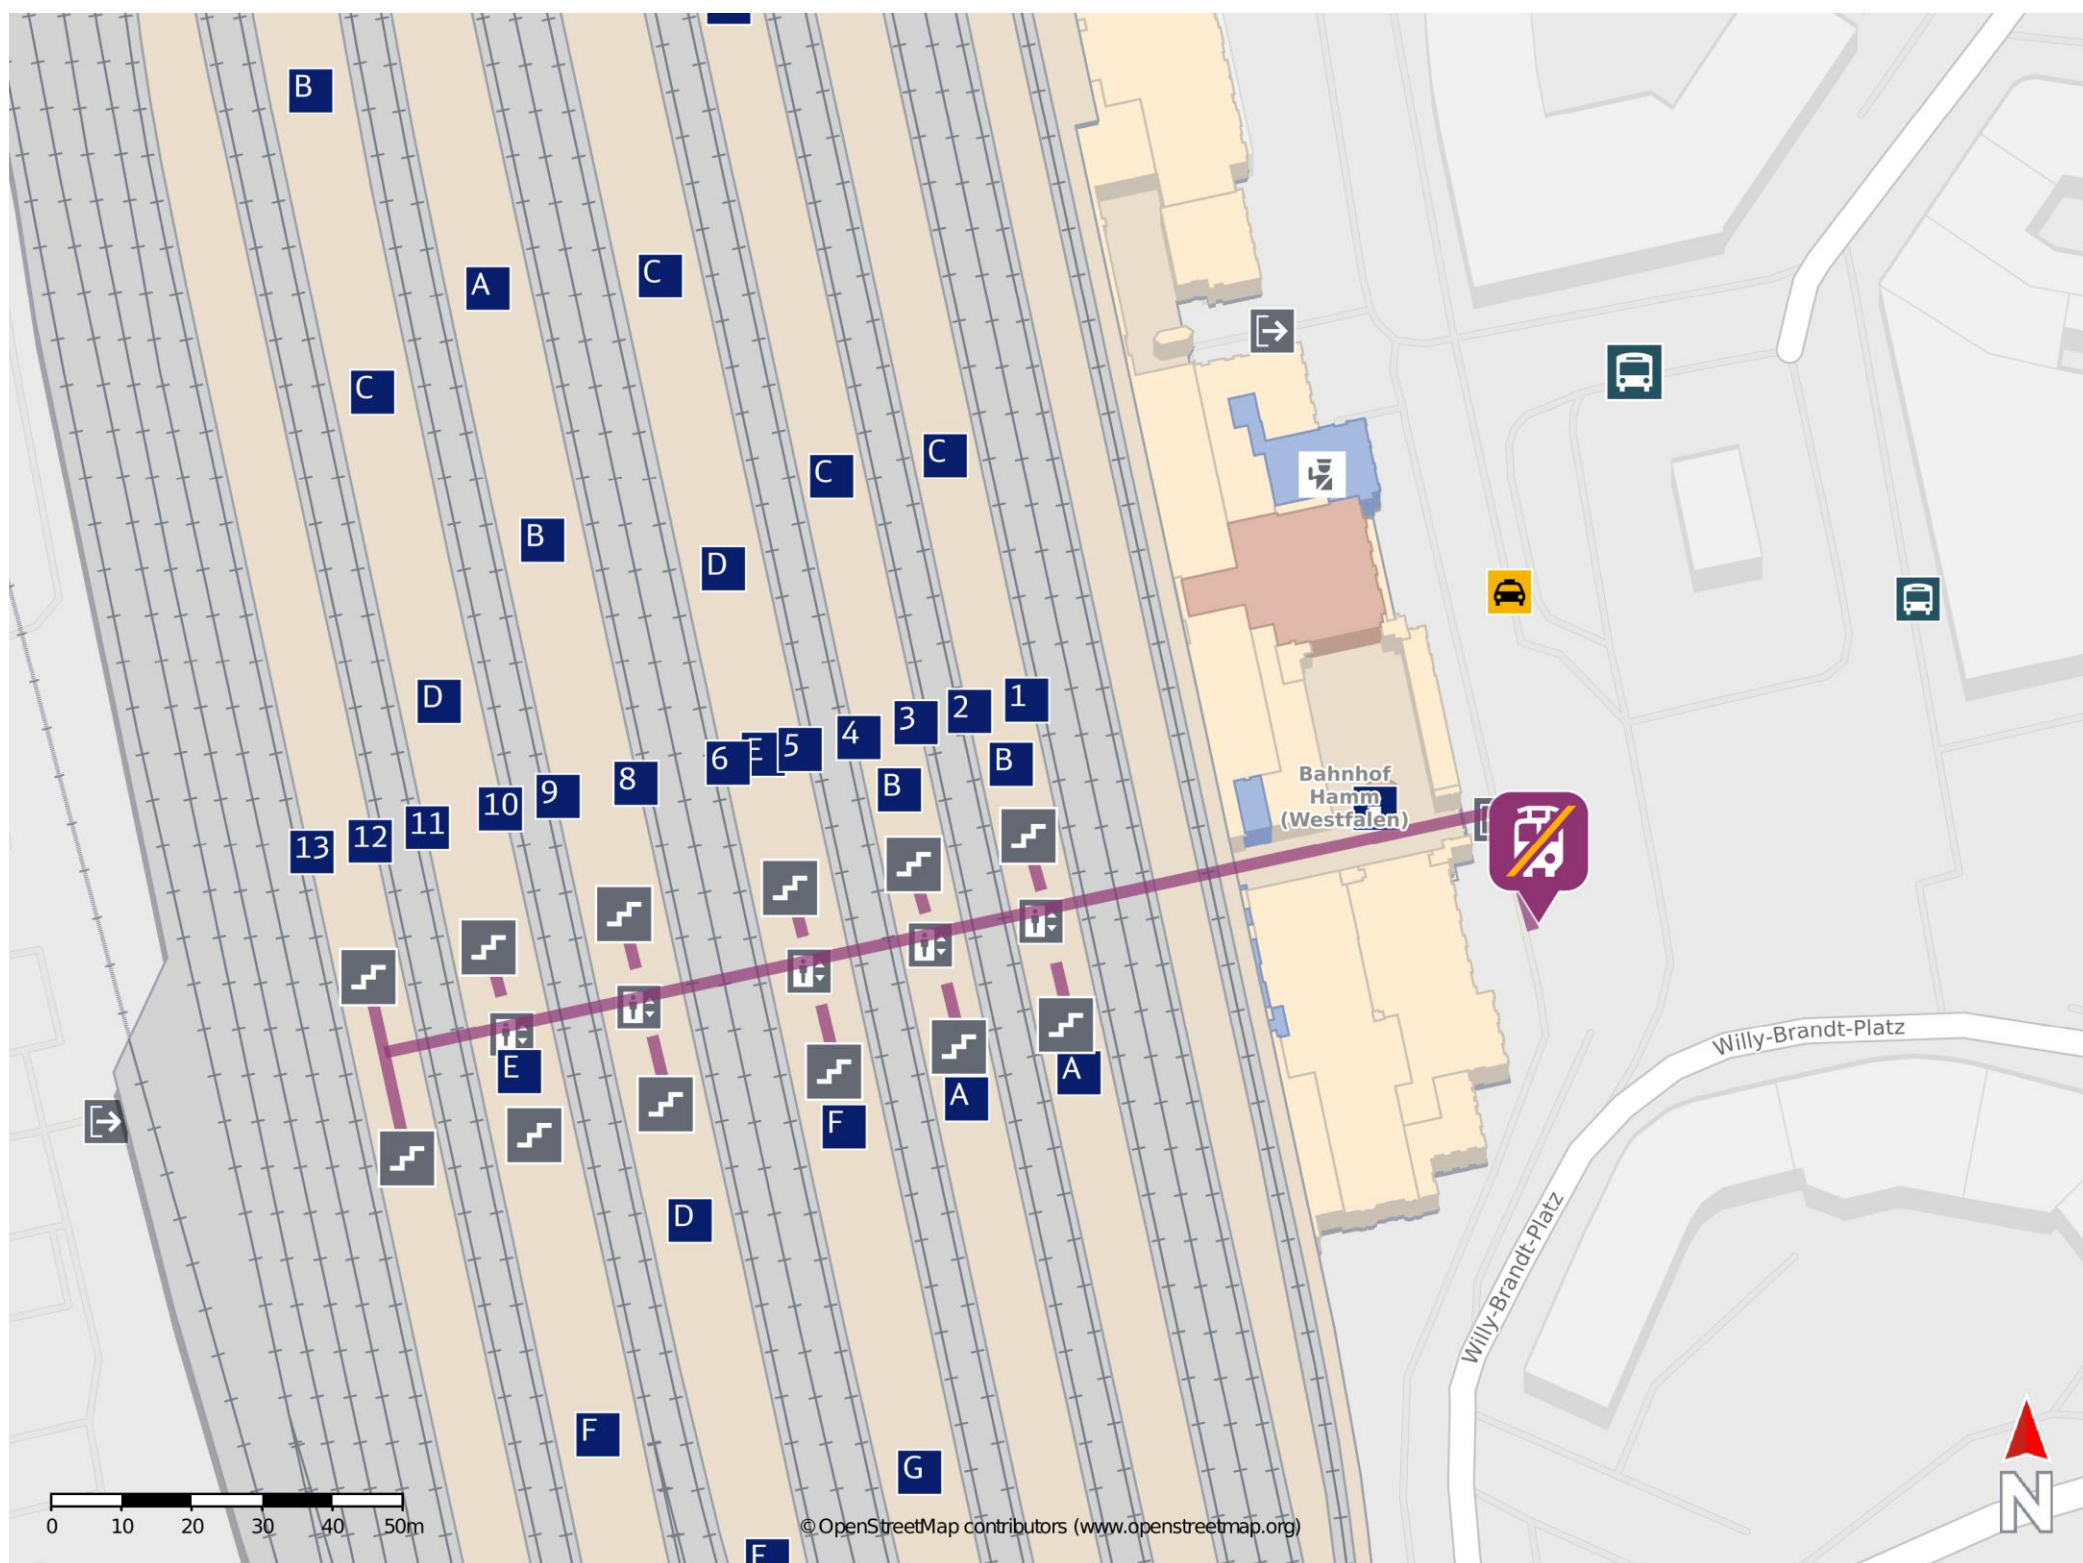 B
A
C
C
C
C
B
D
D
1
2
3
4
5
E
6
B
B
8
9
10
11
12
13
Bahnhof
Hamm
(Westfalen)
E
A
A
F
D
F
G
Willy-Brandt-Platz
Willy-Brandt-Platz
0 10 20 30 40 50m
© OpenStreetMap contributors (www.openstreetmap.org)
N